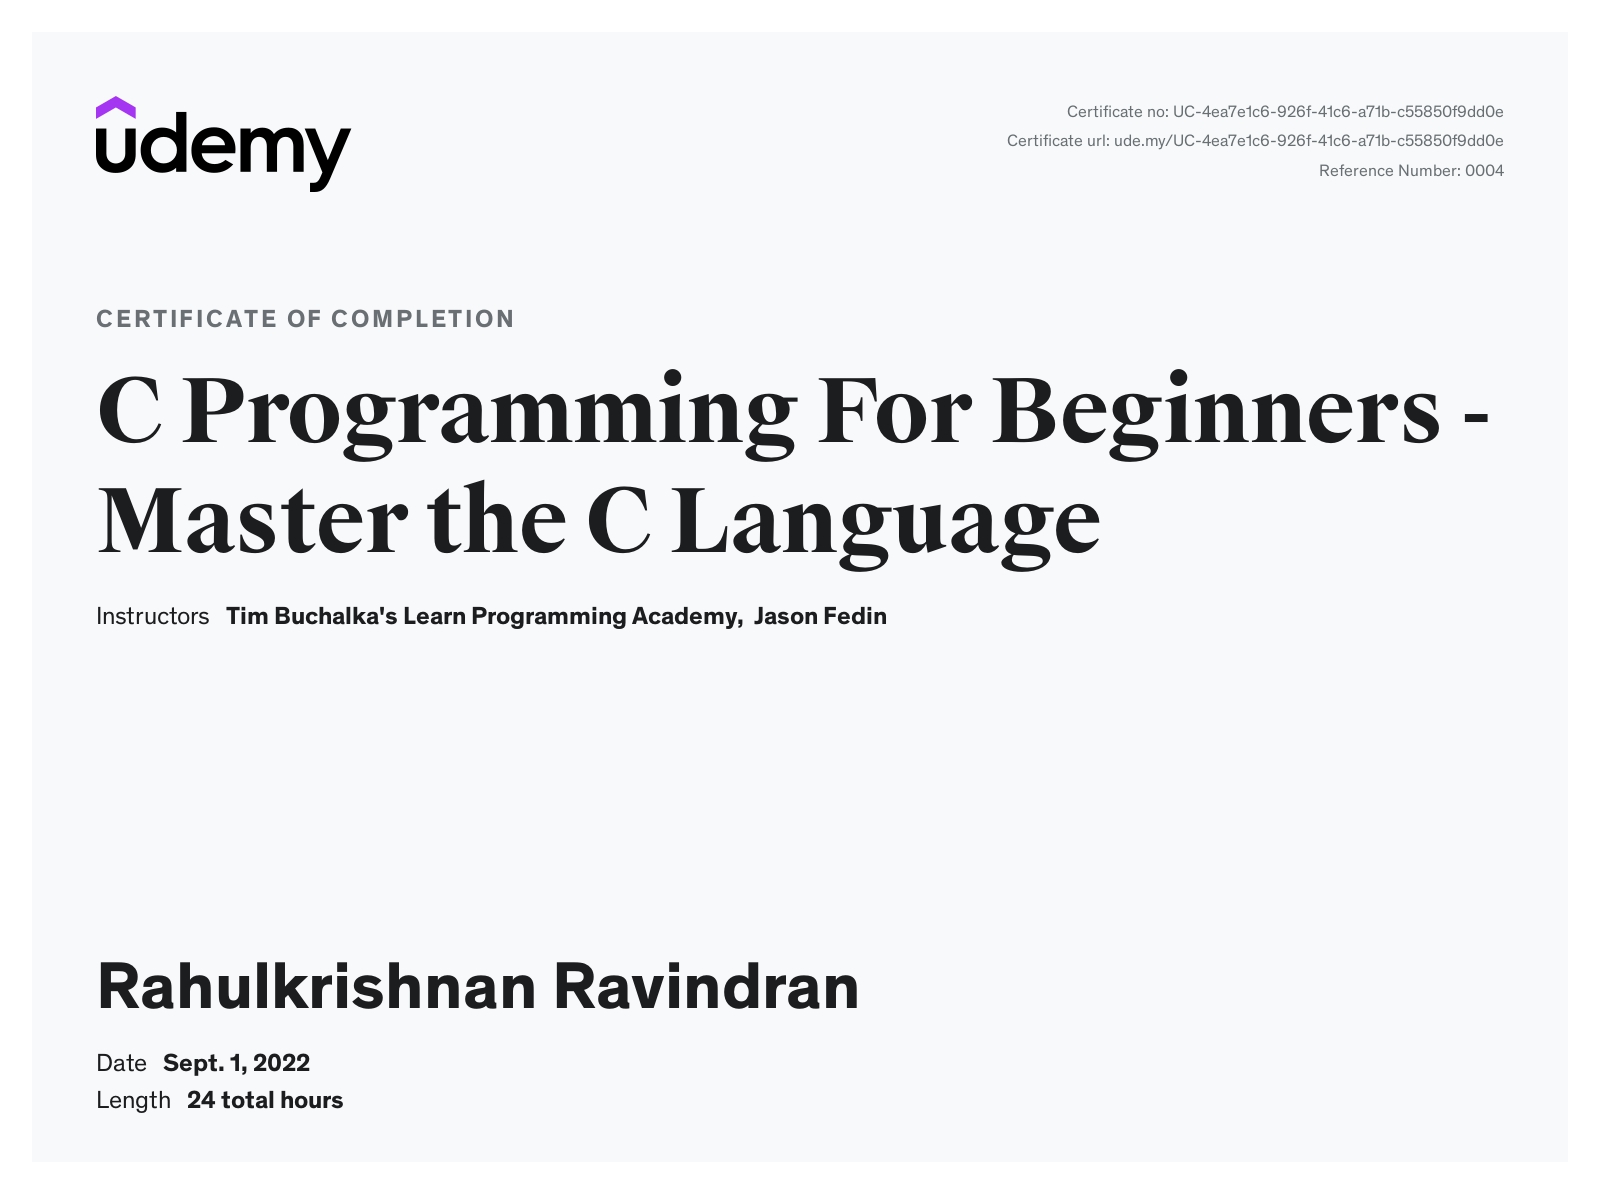 udemy
Certificate no: UC-4ea7e1c6-926f-41c6-a71b-c55850f9dd0e
Certificate url: ude.my/UC-4ea7e1c6-926f-41c6-a71b-c55850f9dd0e
Reference Number: 0004
CERTIFICATE OF COMPLETION
C Programming For Beginners -
Master the C Language
Instructors Tim Buchalka's Learn Programming Academy, Jason Fedin
Rahulkrishnan Ravindran
Date Sept. 1, 2022
Length 24 total hours